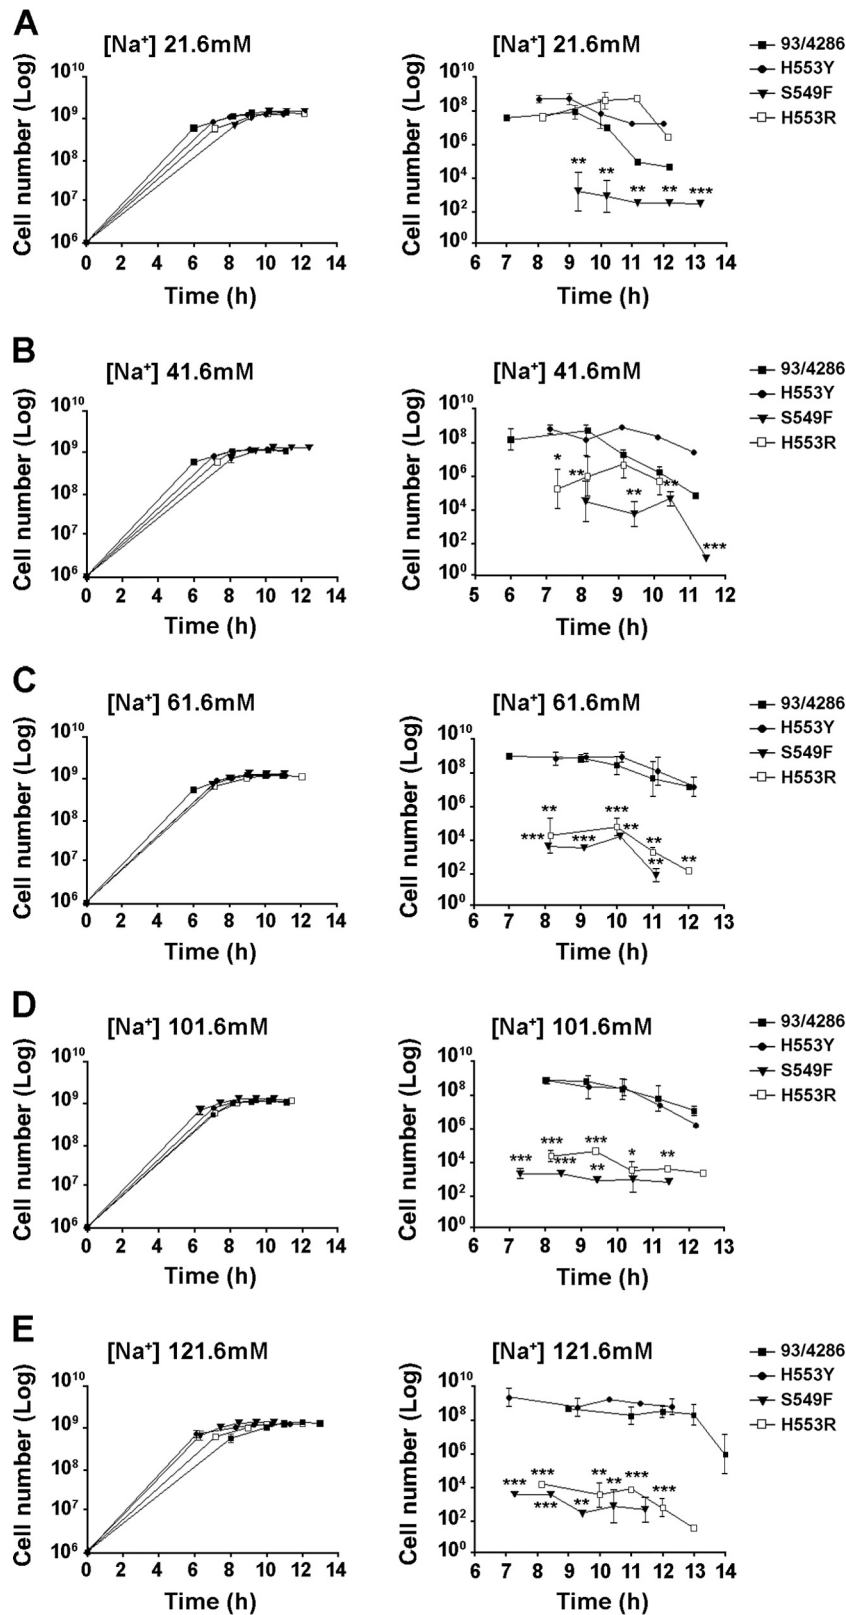 A
[Na⁺] 21.6mM
Cell number (Log)
10¹⁰
10⁹
10⁸
10⁷
10⁶
0 2 4 6 8 10 12 14
Time (h)
[Na⁺] 21.6mM
Cell number (Log)
10¹⁰
10⁸
10⁶
10⁴
10²
10⁰
** ** ** ** ***
6 7 8 9 10 11 12 13 14
Time (h)
93/4286
H553Y
S549F
H553R
B
[Na⁺] 41.6mM
Cell number (Log)
10¹⁰
10⁹
10⁸
10⁷
10⁶
0 2 4 6 8 10 12 14
Time (h)
[Na⁺] 41.6mM
Cell number (Log)
10¹⁰
10⁸
10⁶
10⁴
10²
10⁰
* ** ** ** ***
5 6 7 8 9 10 11 12
Time (h)
93/4286
H553Y
S549F
H553R
C
[Na⁺] 61.6mM
Cell number (Log)
10¹⁰
10⁹
10⁸
10⁷
10⁶
0 2 4 6 8 10 12 14
Time (h)
[Na⁺] 61.6mM
Cell number (Log)
10¹⁰
10⁸
10⁶
10⁴
10²
10⁰
** *** ** **
*** *** ** **
6 7 8 9 10 11 12 13
Time (h)
93/4286
H553Y
S549F
H553R
D
[Na⁺] 101.6mM
Cell number (Log)
10¹⁰
10⁹
10⁸
10⁷
10⁶
0 2 4 6 8 10 12 14
Time (h)
[Na⁺] 101.6mM
Cell number (Log)
10¹⁰
10⁸
10⁶
10⁴
10²
10⁰
*** *** * **
*** *** **
6 7 8 9 10 11 12 13
Time (h)
93/4286
H553Y
S549F
H553R
E
[Na⁺] 121.6mM
Cell number (Log)
10¹⁰
10⁹
10⁸
10⁷
10⁶
0 2 4 6 8 10 12 14
Time (h)
[Na⁺] 121.6mM
Cell number (Log)
10¹⁰
10⁸
10⁶
10⁴
10²
10⁰
*** ** *** ***
*** *** ** **
6 7 8 9 10 11 12 13 14
Time (h)
93/4286
H553Y
S549F
H553R